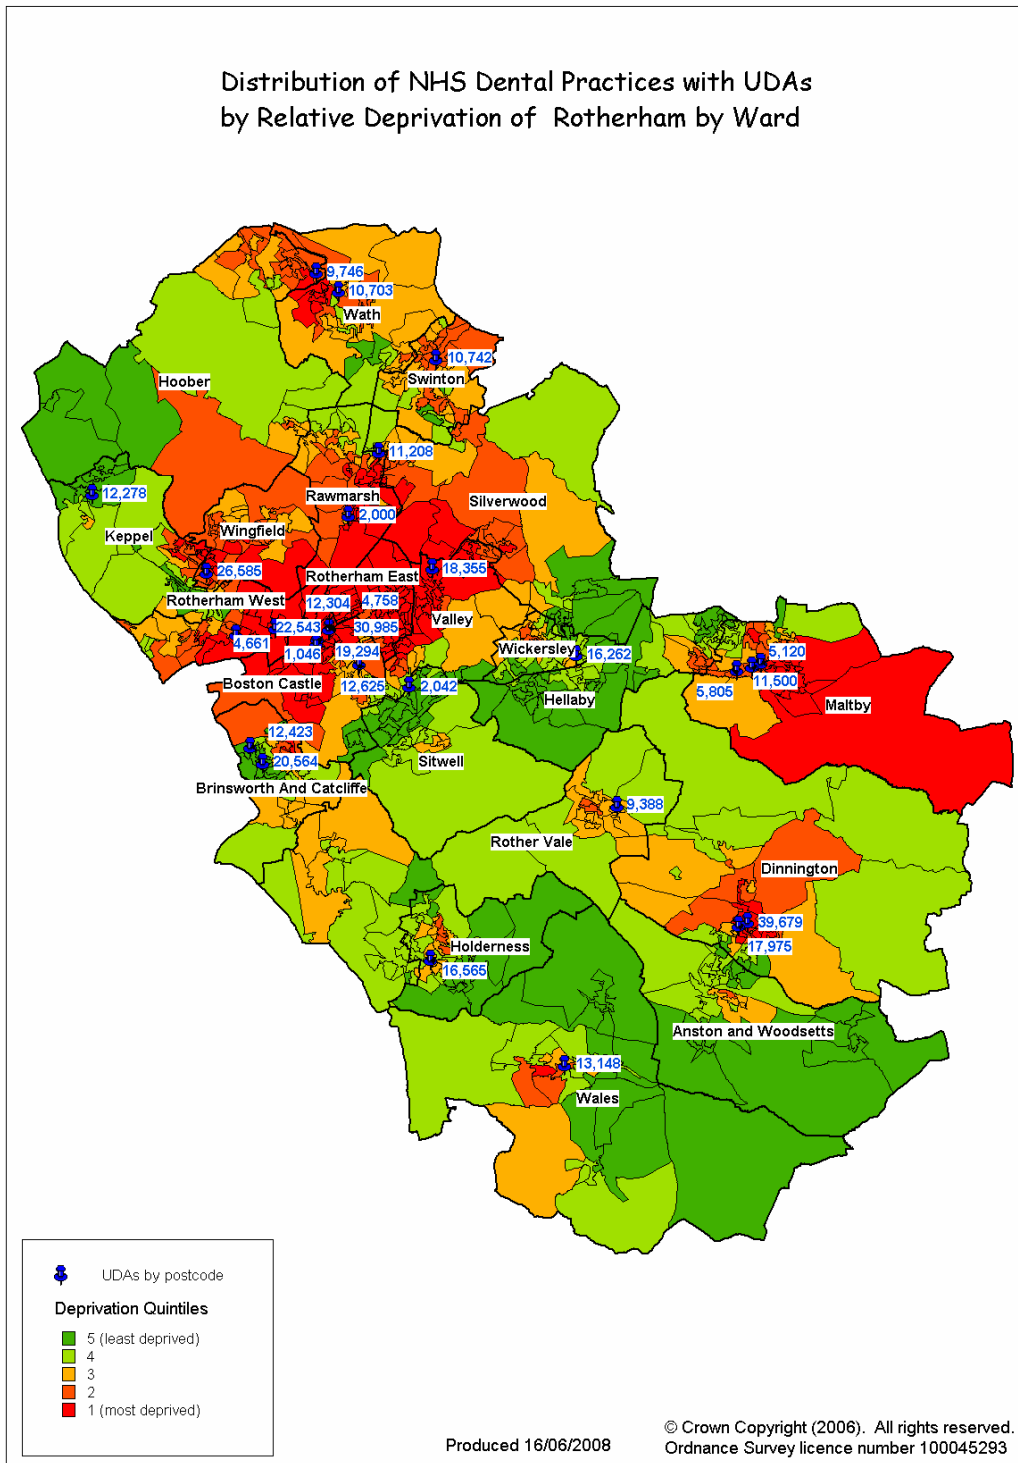 Distribution of NHS Dental Practices with UDAs
by Relative Deprivation of Rotherham by Ward
9,746
10,703
Wath
10,742
Swinton
Hoober
11,208
12,278
Rawmarsh
Silverwood
2,000
Keppel
Wingfield
26,585
Rotherham East
18,355
Rotherham West
12,304
4,758
22,543
30,985
Valley
4,661
1,046
19,294
Wickersley
16,262
5,120
Boston Castle
12,625
2,042
Hellaby
5,805
11,500
Maltby
12,423
20,564
Sitwell
Brinsworth And Catcliffe
9,388
Rother Vale
Dinnington
39,679
17,975
Holderness
16,565
Anston and Woodsetts
13,148
Wales
UDAs by postcode
Deprivation Quintiles
5 (least deprived)
4
3
2
1 (most deprived)
Produced 16/06/2008
© Crown Copyright (2006). All rights reserved.
Ordnance Survey licence number 100045293